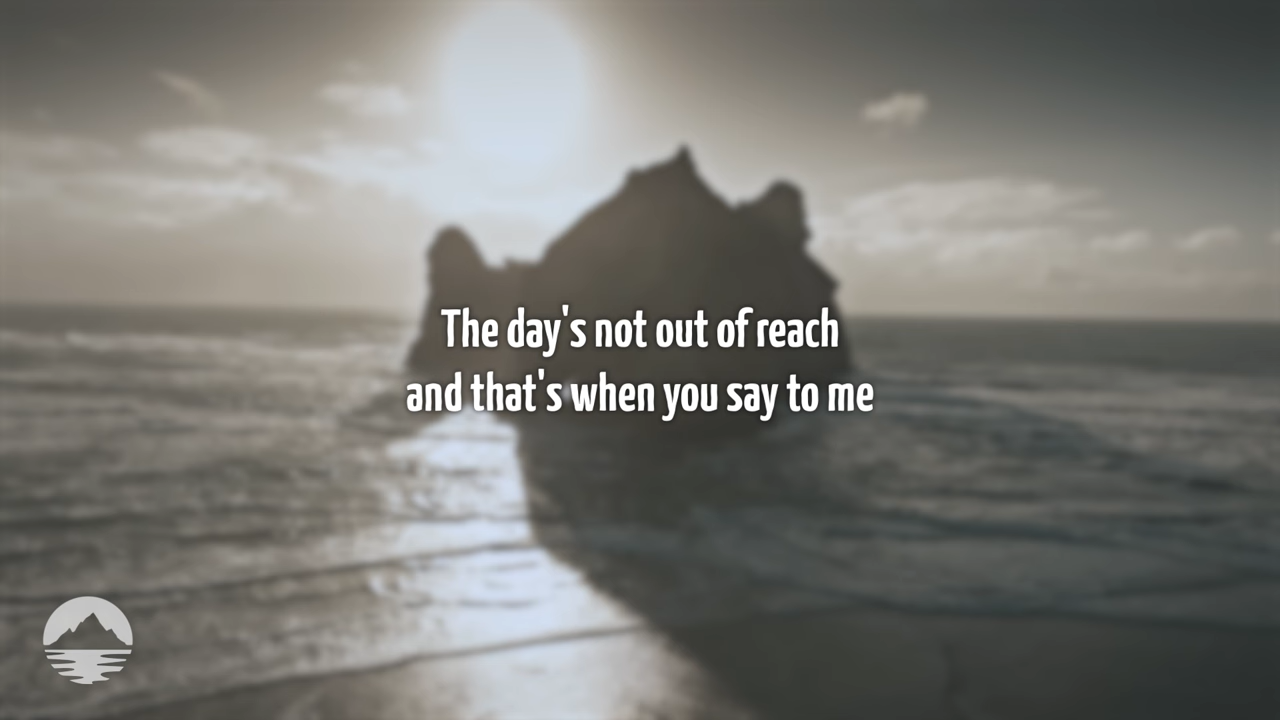 The day's not out of reach
and that's when you say to me